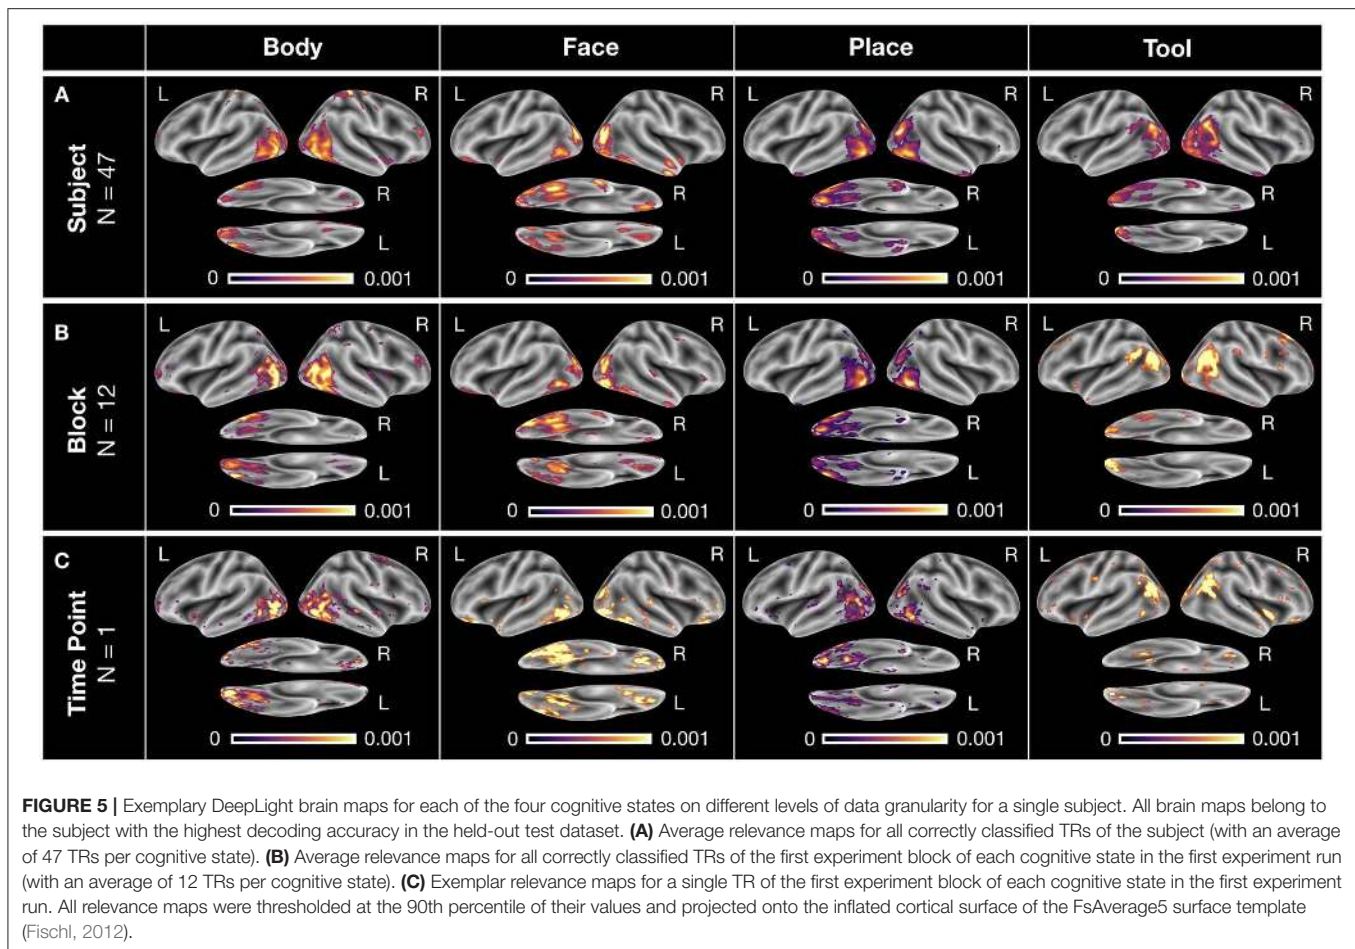 Body Face Place Tool
A
Subject
N = 47
L R L R L R L R
R R R R
L L L L
0 0.001 0 0.001 0 0.001 0 0.001
B
Block
N = 12
L R L R L R L R
R R R R
L L L L
0 0.001 0 0.001 0 0.001 0 0.001
C
Time Point
N = 1
L R L R L R L R
R R R R
L L L L
0 0.001 0 0.001 0 0.001 0 0.001
FIGURE 5 | Exemplary DeepLight brain maps for each of the four cognitive states on different levels of data granularity for a single subject. All brain maps belong to
the subject with the highest decoding accuracy in the held-out test dataset. (A) Average relevance maps for all correctly classified TRs of the subject (with an average
of 47 TRs per cognitive state). (B) Average relevance maps for all correctly classified TRs of the first experiment block of each cognitive state in the first experiment run
(with an average of 12 TRs per cognitive state). (C) Exemplar relevance maps for a single TR of the first experiment block of each cognitive state in the first experiment
run. All relevance maps were thresholded at the 90th percentile of their values and projected onto the inflated cortical surface of the FsAverage5 surface template
(Fischl, 2012).